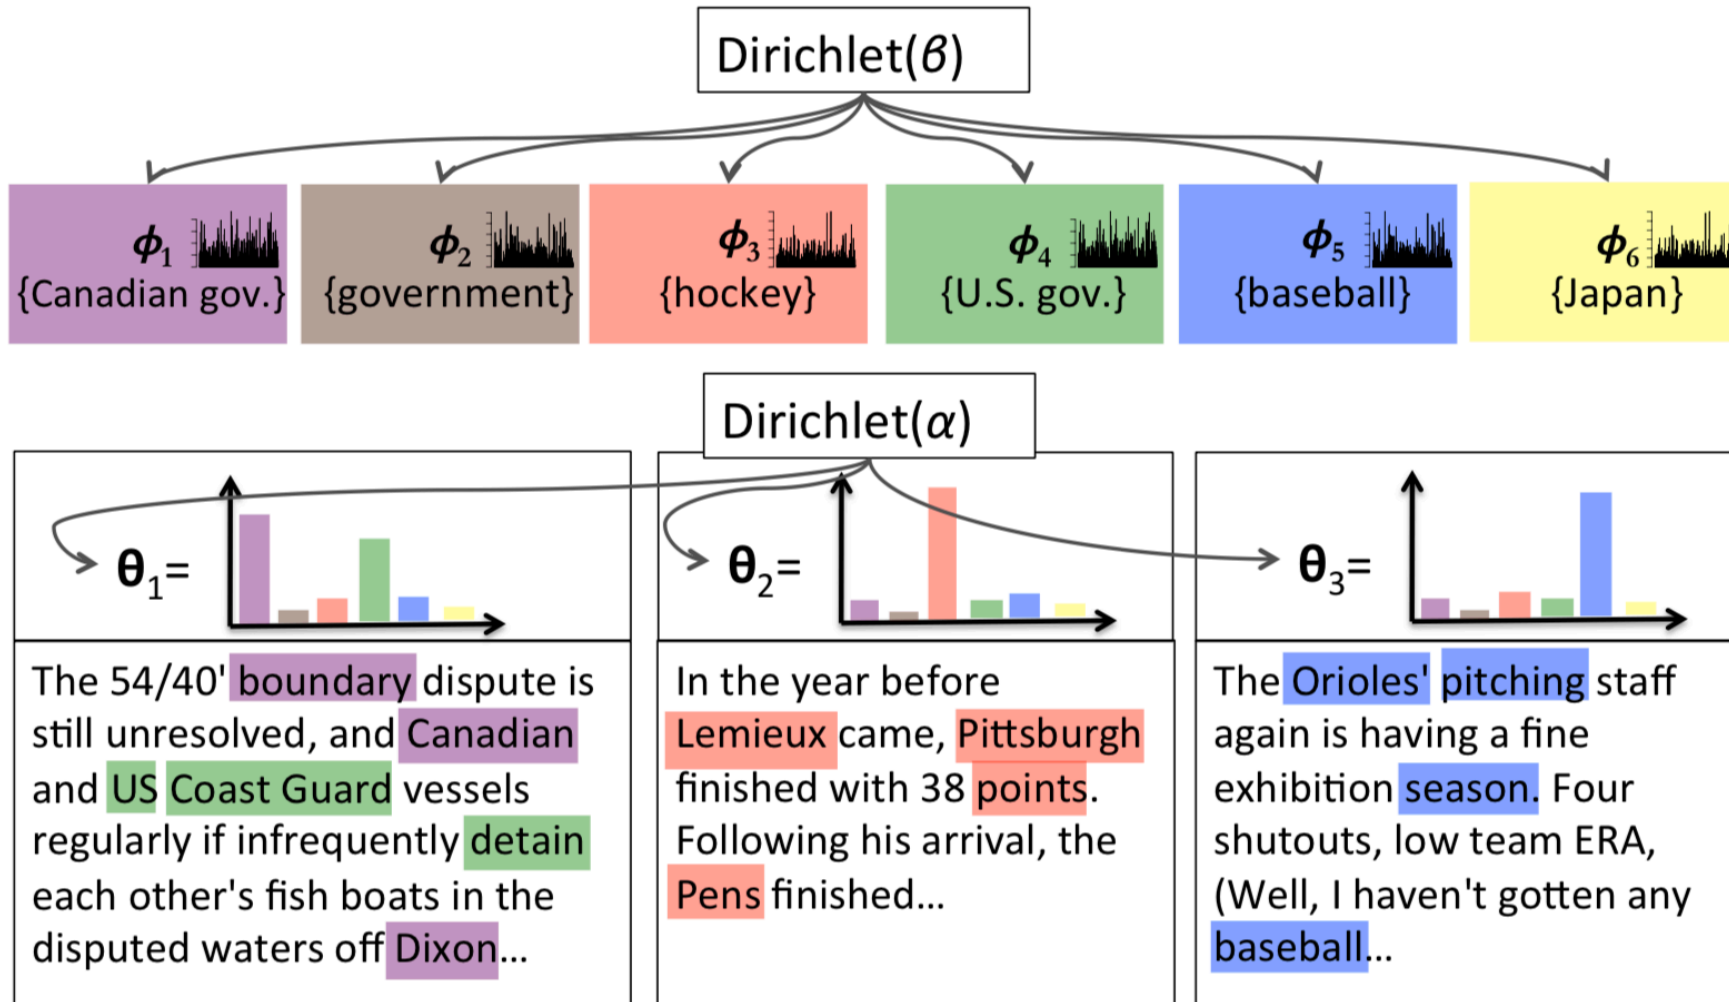 Dirichlet(β)
ϕ1 ϕ2 ϕ3 ϕ4 ϕ5 ϕ6
{Canadian gov.} {government} {hockey} {U.S. gov.} {baseball} {Japan}
Dirichlet(α)
θ1=
The 54/40' boundary dispute is
still unresolved, and Canadian
and US Coast Guard vessels
regularly if infrequently detain
each other's fish boats in the
disputed waters off Dixon...
θ2=
In the year before
Lemieux came, Pittsburgh
finished with 38 points.
Following his arrival, the
Pens finished...
θ3=
The Orioles' pitching staff
again is having a fine
exhibition season. Four
shutouts, low team ERA,
(Well, I haven't gotten any
baseball...